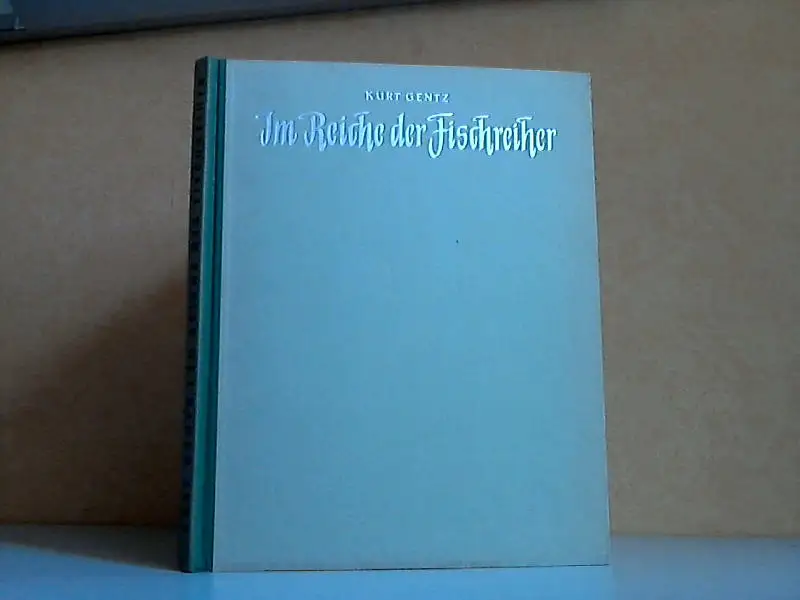 KURT GENTZ
Im Reiche der Fischreiher